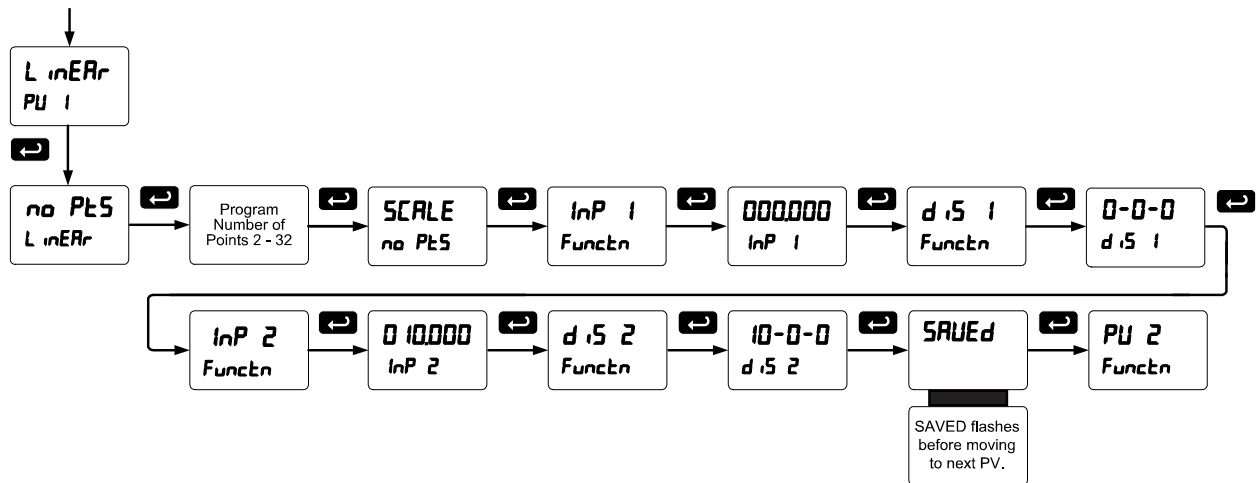 LinEAr
PU 1
no PtS
LinEAr
Program
Number of
Points 2 - 32
SCALE
no PtS
InP 1
Functn
000.000
InP 1
diS 1
Functn
0-0-0
diS 1
InP 2
Functn
010.000
InP 2
diS 2
Functn
10-0-0
diS 2
SAVEd
SAVED flashes
before moving
to next PV.
PU 2
Functn